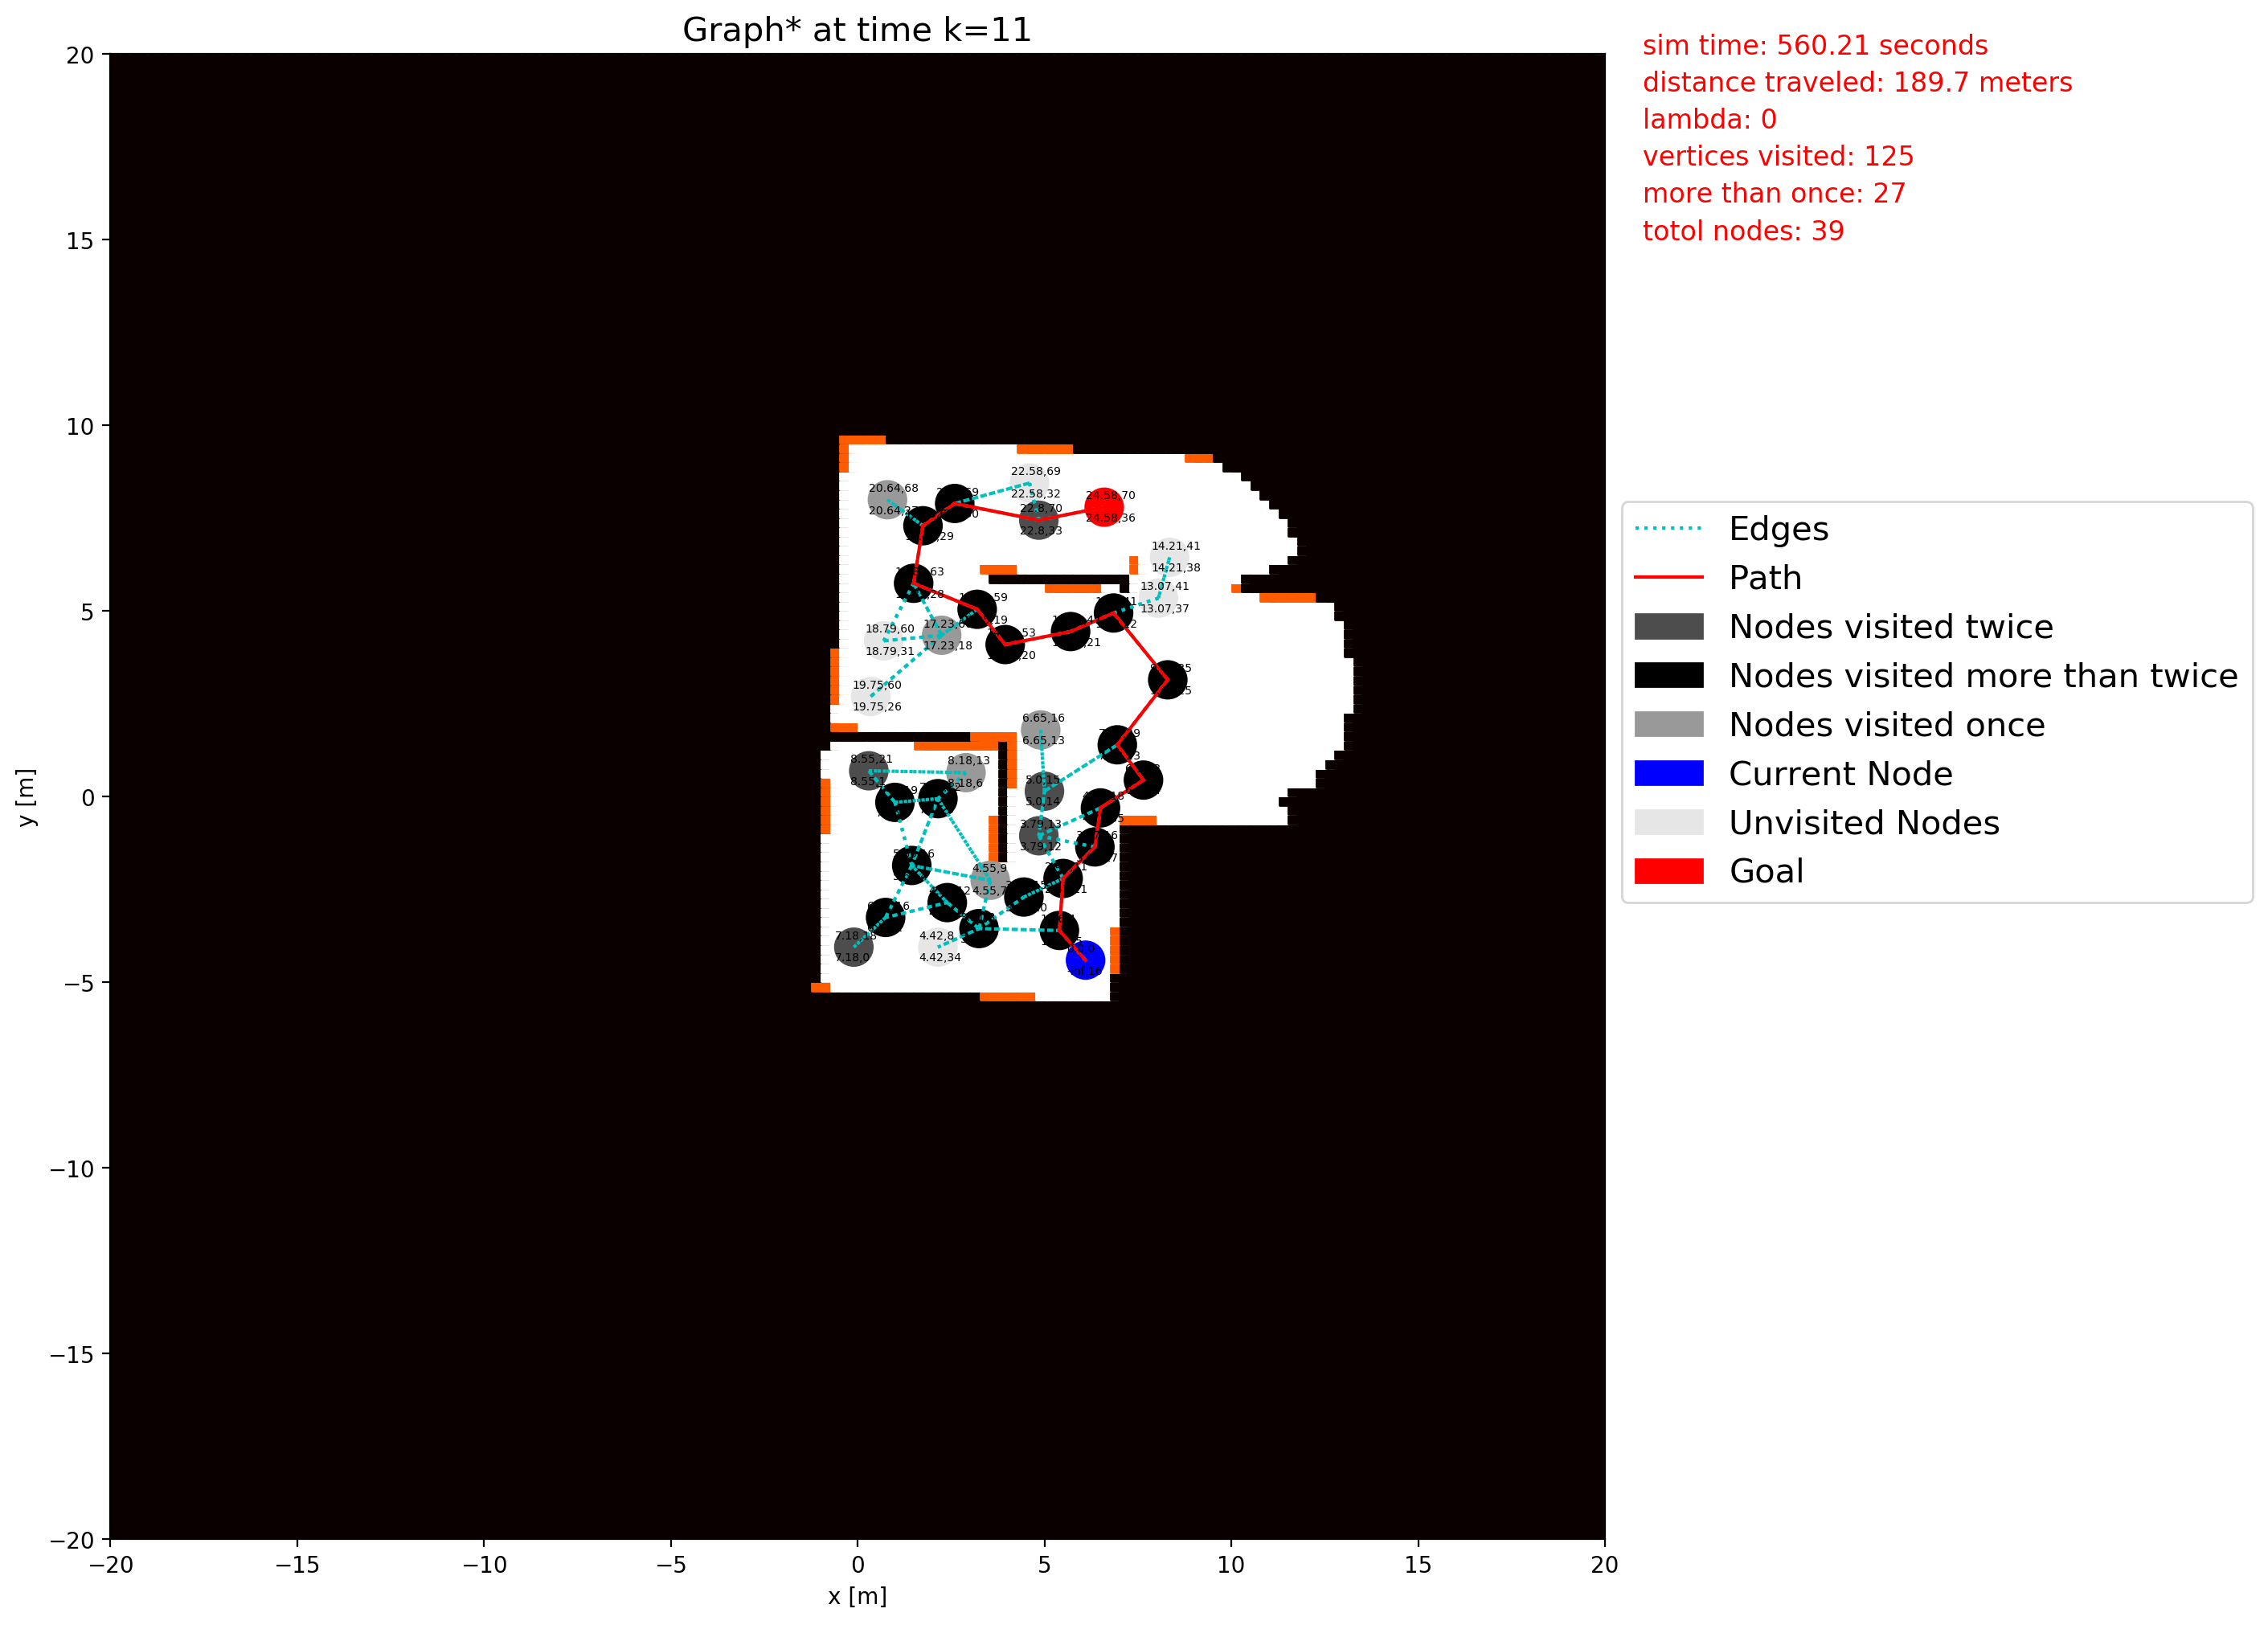 Graph* at time k=11
sim time: 560.21 seconds
distance traveled: 189.7 meters
lambda: 0
vertices visited: 125
more than once: 27
totol nodes: 39
20
15
10
5
0
−5
−10
−15
−20
y [m]
−20
−15
−10
−5
0
5
10
15
20
x [m]
Edges
Path
Nodes visited twice
Nodes visited more than twice
Nodes visited once
Current Node
Unvisited Nodes
Goal
20.64,68
22.58,69
22.58,32
22.8,70
22.8,33
24.58,70
24.58,36
14.21,41
14.21,38
13.07,41
13.07,37
18.79,60
18.79,31
17.23,18
19.75,60
19.75,26
6.65,16
6.65,13
8.55,21
8.18,13
8.18,6
5.0,15
5.0,14
3.79,13
3.79,12
4.55,9
4.55,7
7.18,18
7.18,0
4.42,8
4.42,34